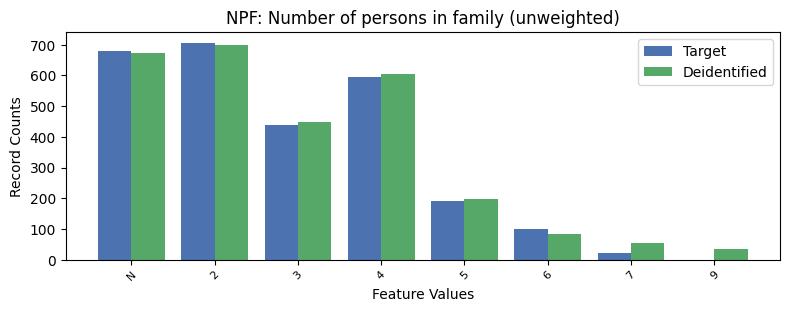 NPF: Number of persons in family (unweighted)
Target
Deidentified
Record Counts
700
600
500
400
300
200
100
0
N
2
3
4
5
6
7
9
Feature Values